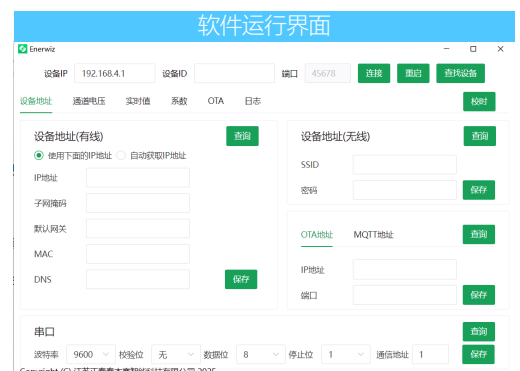 软件运行界面
Enerwiz
设备IP 192.168.4.1 设备ID 端口 45678 连接 重启 查找设备
设备地址 通道电压 实时值 系数 OTA 日志 校时
设备地址(有线) 查询
使用下面的IP地址 自动获取IP地址
IP地址
子网掩码
默认网关
MAC
DNS 保存
设备地址(无线) 查询
SSID
密码 保存
OTA地址 MQTT地址 查询
IP地址
端口 保存
串口 查询
波特率 9600 校验位 无 数据位 8 停止位 1 通信地址 1 保存